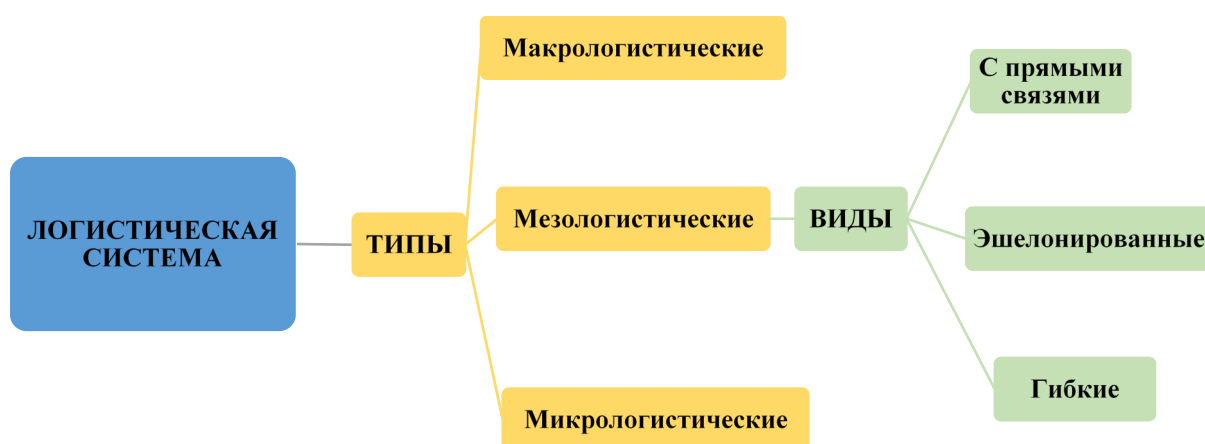 ЛОГИСТИЧЕСКАЯ
СИСТЕМА
ТИПЫ
Макрологистические
Мезологистические
Микрологистические
ВИДЫ
С прямыми
связями
Эшелонированные
Гибкие